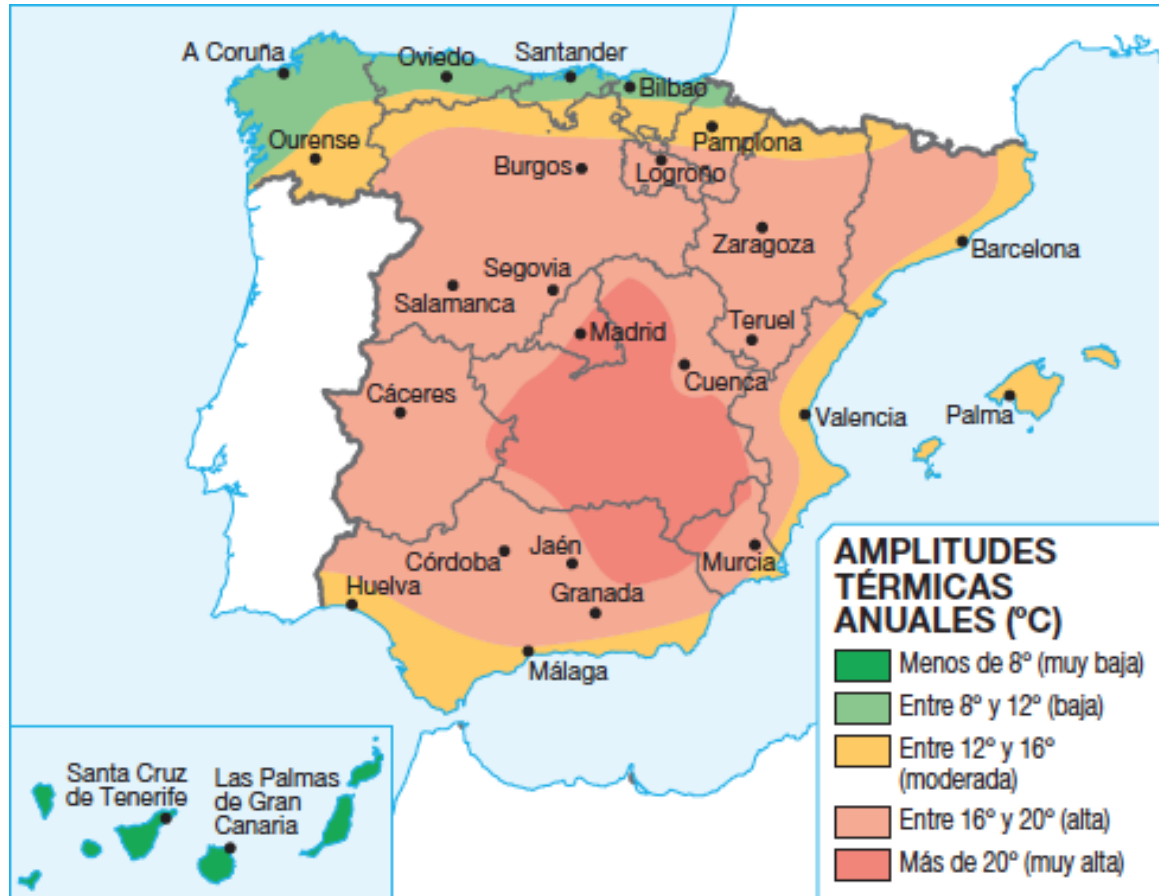 A Coruña
Oviedo
Santander
Bilbao
Ourense
Pamplona
Burgos
Logroño
Zaragoza
Barcelona
Segovia
Salamanca
Madrid
Teruel
Cuenca
Cáceres
Valencia
Palma
Córdoba
Jaén
Murcia
Huelva
Granada
Málaga
Santa Cruz
de Tenerife
Las Palmas
de Gran
Canaria
AMPLITUDES
TÉRMICAS
ANUALES (ºC)
Menos de 8º (muy baja)
Entre 8º y 12º (baja)
Entre 12º y 16º
(moderada)
Entre 16º y 20º (alta)
Más de 20º (muy alta)